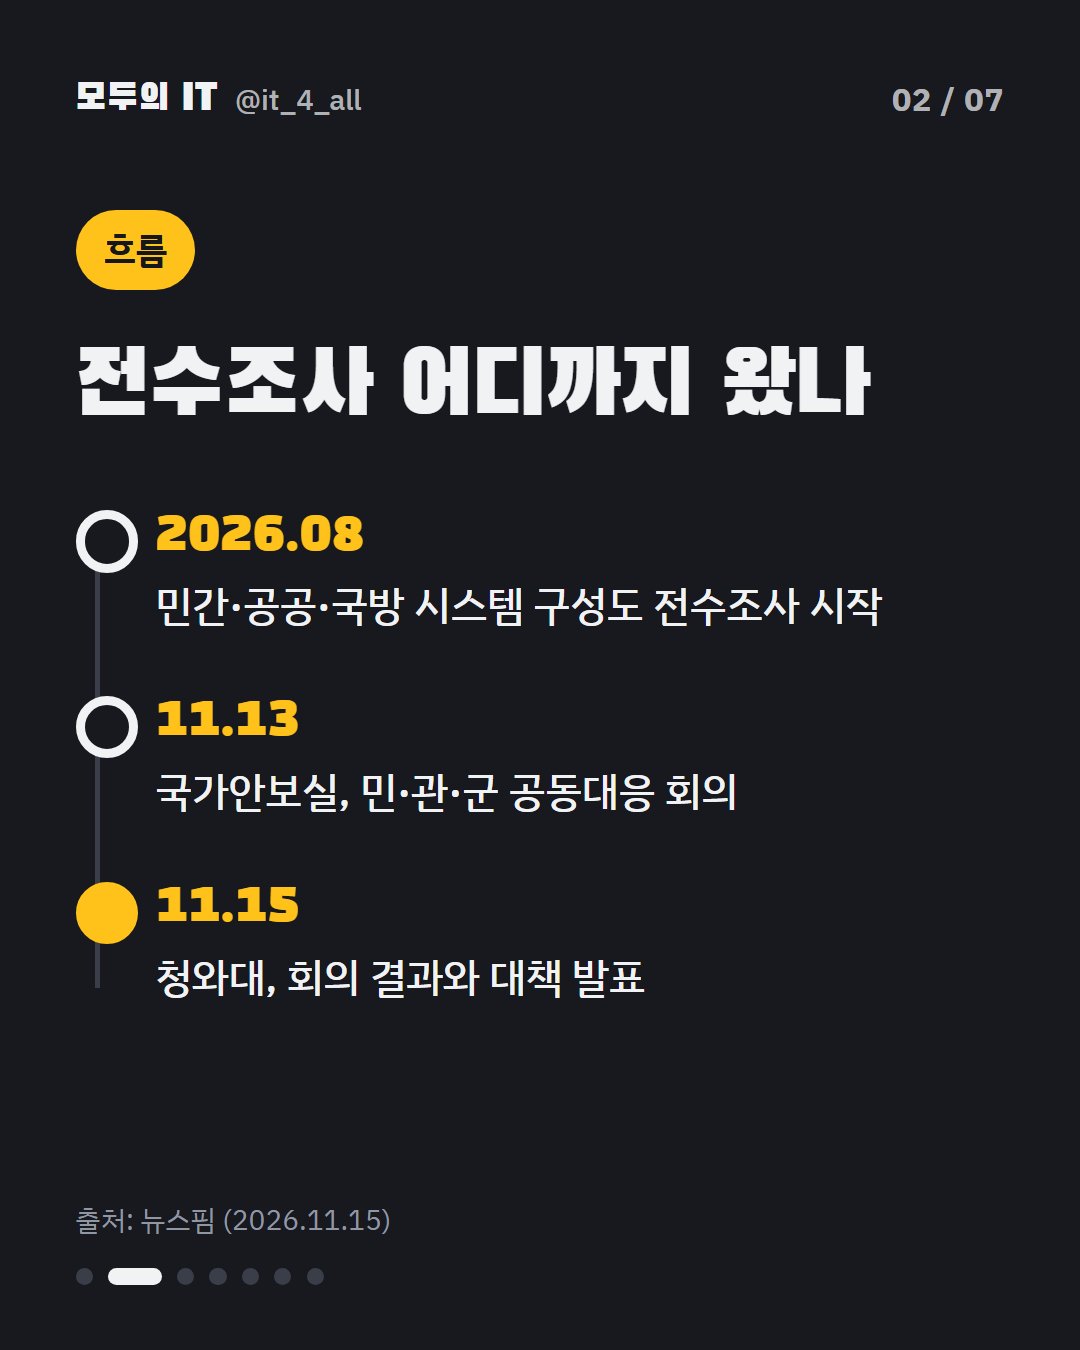 모두의 IT @it_4_all
02 / 07
흐름
전수조사 어디까지 왔나
2026.08
민간·공공·국방 시스템 구성도 전수조사 시작
11.13
국가안보실, 민·관·군 공동대응 회의
11.15
청와대, 회의 결과와 대책 발표
출처: 뉴스핌 (2026.11.15)